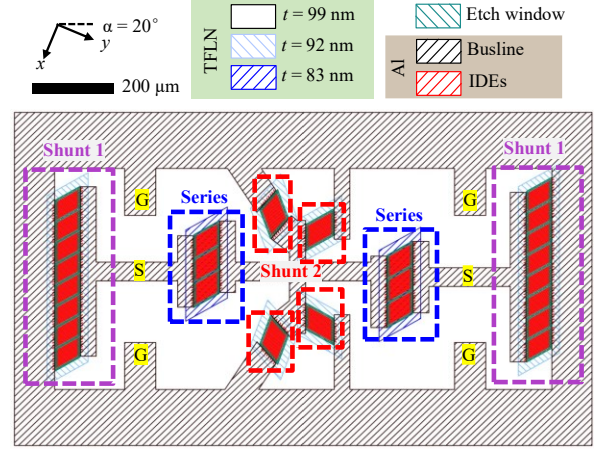 α = 20°
y
x
200 μm
TFLN
t = 99 nm
t = 92 nm
t = 83 nm
Etch window
Al
Busline
IDEs
Shunt 1
Shunt 1
G
Series
Series
G
S
Shunt 2
S
G
G